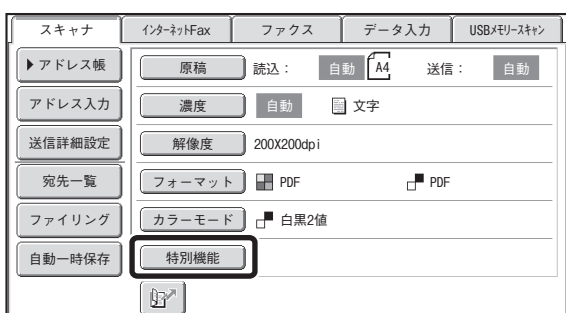 スキャナ インターネットFax ファクス データ入力 USBメモリースキャン
アドレス帳 原稿 読込： 自動 A4 送信： 自動
アドレス入力 濃度 自動 文字
送信詳細設定 解像度 200X200dpi
宛先一覧 フォーマット PDF PDF
ファイリング カラーモード 白黒2値
自動一時保存 特別機能